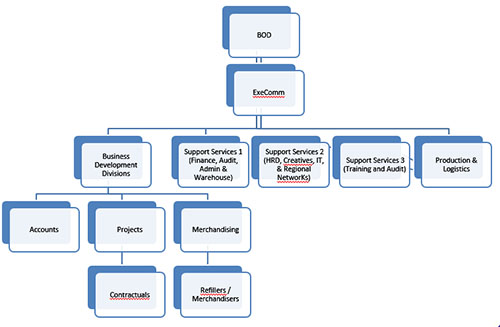 BOD
ExeComm
Business
Development
Divisions
Support Services 1
(Finance, Audit,
Admin &
Warehouse)
Support Services 2
(HRD, Creatives, IT,
& Regional
NetworKs)
Support Services 3
(Training and Audit)
Production &
Logistics
Accounts
Projects
Merchandising
Contractuals
Refillers /
Merchandisers